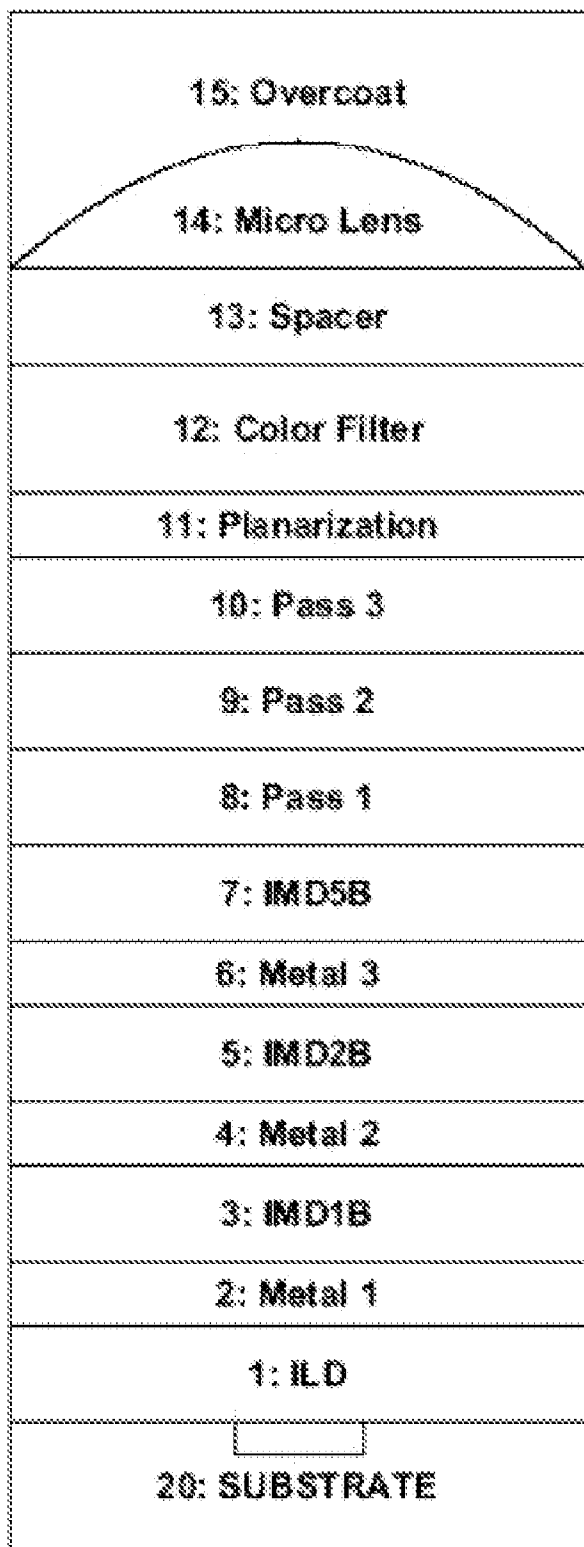 15: Overcoat
14: Micro Lens
13: Spacer
12: Color Filter
11: Planarization
10: Pass 3
9: Pass 2
8: Pass 1
7: IMD5B
6: Metal 3
5: IMD2B
4: Metal 2
3: IMD1B
2: Metal 1
1: ILD
20: SUBSTRATE